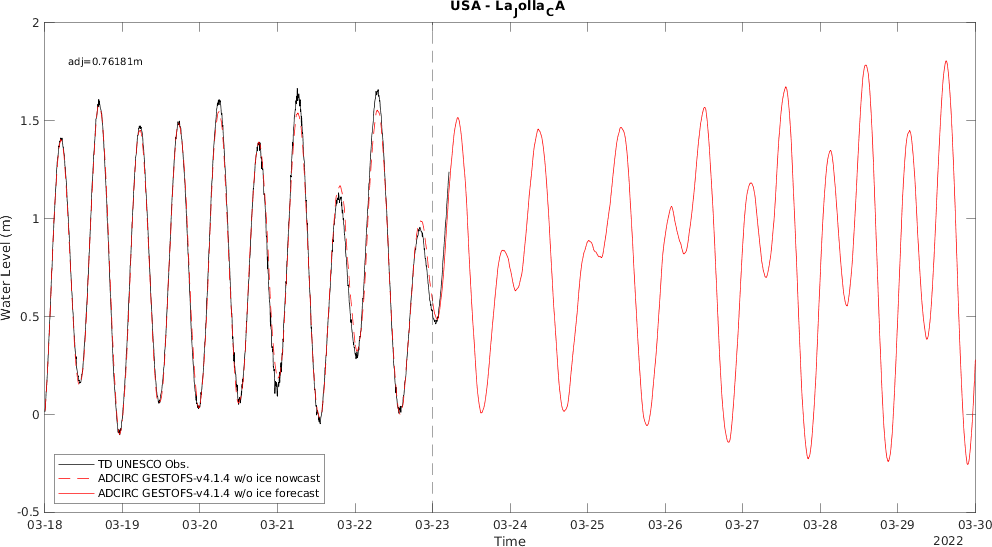 USA - LaJollaCA
adj=0.76181m
Water Level (m)
2
1.5
1
0.5
0
-0.5
TD UNESCO Obs.
ADCIRC GESTOFS-v4.1.4 w/o ice nowcast
ADCIRC GESTOFS-v4.1.4 w/o ice forecast
03-18 03-19 03-20 03-21 03-22 03-23 03-24 03-25 03-26 03-27 03-28 03-29 03-30
Time
2022